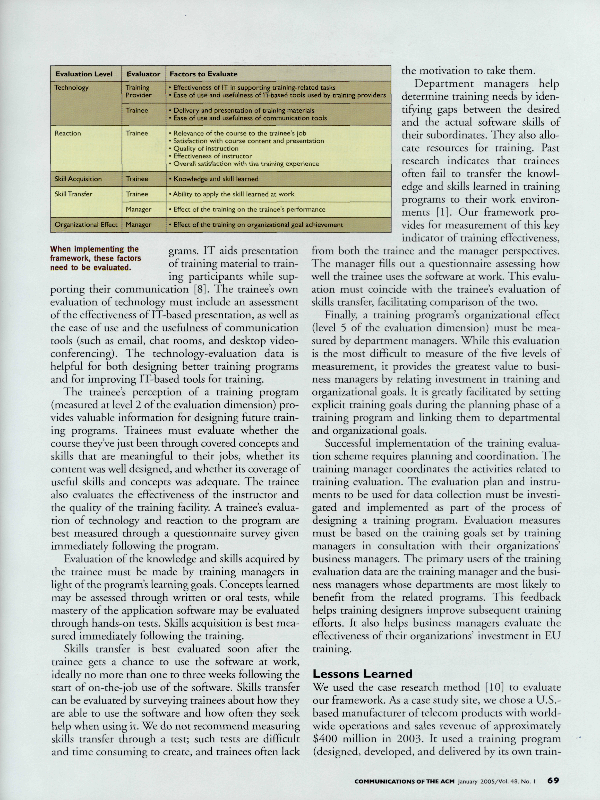 Evaluation Level Evaluator Factors to Evaluate
Technology Training Provider • Effectiveness of IT in supporting training-related tasks
• Ease of use and usefulness of IT-based tools used by training providers
Trainee • Delivery and presentation of training materials
• Ease of use and usefulness of communication tools
Reaction Trainee • Relevance of the course to the trainee's job
• Satisfaction with course content and presentation
• Quality of instruction
• Effectiveness of instructor
• Overall satisfaction with the training experience
Skill Acquisition Trainee • Knowledge and skill learned
Skill Transfer Trainee • Ability to apply the skill learned at work
Manager • Effect of the training on the trainee's performance
Organizational Effect Manager • Effect of the training on organizational goal achievement
When implementing the
framework, these factors
need to be evaluated.
grams. IT aids presentation
of training material to train-
ing participants while sup-
porting their communication [8]. The trainee's own
evaluation of technology must include an assessment
of the effectiveness of IT-based presentation, as well as
the ease of use and the usefulness of communication
tools (such as email, chat rooms, and desktop video-
conferencing). The technology-evaluation data is
helpful for both designing better training programs
and for improving IT-based tools for training.
The trainee's perception of a training program
(measured at level 2 of the evaluation dimension) pro-
vides valuable information for designing future train-
ing programs. Trainees must evaluate whether the
course they've just been through covered concepts and
skills that are meaningful to their jobs, whether its
content was well designed, and whether its coverage of
useful skills and concepts was adequate. The trainee
also evaluates the effectiveness of the instructor and
the quality of the training facility. A trainee's evalua-
tion of technology and reaction to the program are
best measured through a questionnaire survey given
immediately following the program.
Evaluation of the knowledge and skills acquired by
the trainee must be made by training managers in
light of the program's learning goals. Concepts learned
may be assessed through written or oral tests, while
mastery of the application software may be evaluated
through hands-on tests. Skills acquisition is best mea-
sured immediately following the training.
Skills transfer is best evaluated soon after the
trainee gets a chance to use the software at work,
ideally no more than one to three weeks following the
start of on-the-job use of the software. Skills transfer
can be evaluated by surveying trainees about how they
are able to use the software and how often they seek
help when using it. We do not recommend measuring
skills transfer through a test; such tests are difficult
and time consuming to create, and trainees often lack
the motivation to take them.
Department managers help
determine training needs by iden-
tifying gaps between the desired
and the actual software skills of
their subordinates. They also allo-
cate resources for training. Past
research indicates that trainees
often fail to transfer the knowl-
edge and skills learned in training
programs to their work environ-
ments [1]. Our framework pro-
vides for measurement of this key
indicator of training effectiveness,
from both the trainee and the manager perspectives.
The manager fills out a questionnaire assessing how
well the trainee uses the software at work. This evalu-
ation must coincide with the trainee's evaluation of
skills transfer, facilitating comparison of the two.
Finally, a training program's organizational effect
(level 5 of the evaluation dimension) must be mea-
sured by department managers. While this evaluation
is the most difficult to measure of the five levels of
measurement, it provides the greatest value to busi-
ness managers by relating investment in training and
organizational goals. It is greatly facilitated by setting
explicit training goals during the planning phase of a
training program and linking them to departmental
and organizational goals.
Successful implementation of the training evalua-
tion scheme requires planning and coordination. The
training manager coordinates the activities related to
training evaluation. The evaluation plan and instru-
ments to be used for data collection must be investi-
gated and implemented as part of the process of
designing a training program. Evaluation measures
must be based on the training goals set by training
managers in consultation with their organizations'
business managers. The primary users of the training
evaluation data are the training manager and the busi-
ness managers whose departments are most likely to
benefit from the related programs. This feedback
helps training designers improve subsequent training
efforts. It also helps business managers evaluate the
effectiveness of their organizations' investment in EU
training.
Lessons Learned
We used the case research method [10] to evaluate
our framework. As a case study site, we chose a U.S.-
based manufacturer of telecom products with world-
wide operations and sales revenue of approximately
$400 million in 2003. It used a training program
(designed, developed, and delivered by its own train-
COMMUNICATIONS OF THE ACM January 2005/Vol. 48, No. 1 69